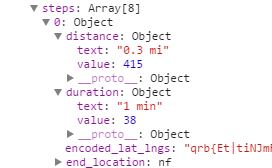 steps: Array[8]
0: Object
distance: Object
text: "0.3 mi"
value: 415
__proto__: Object
duration: Object
text: "1 min"
value: 38
__proto__: Object
encoded_lat_lngs: "qrb{Et|tiNJm
end_location: nf